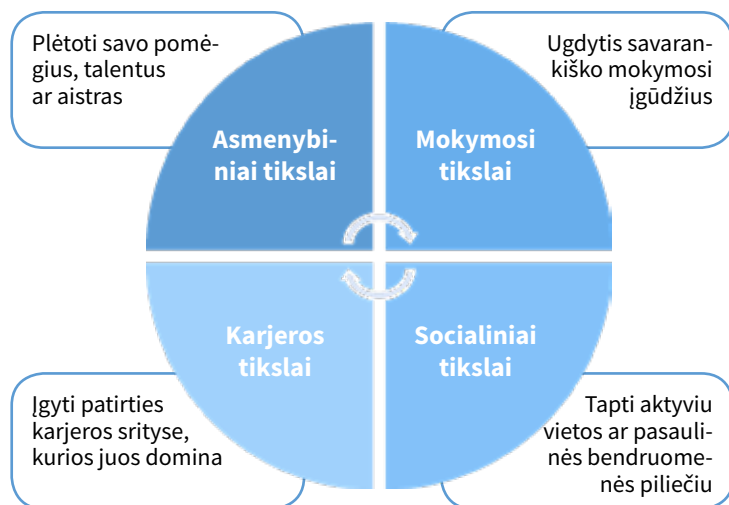 Plėtoti savo pomė-
gius, talentus
ar aistras
Ugdytis savaran-
kiško mokymosi
įgūdžius
Asmenybi-
niai tikslai
Mokymosi
tikslai
Karjeros
tikslai
Socialiniai
tikslai
Įgyti patirties
karjeros srityse,
kurios juos domina
Tapti aktyviu
vietos ar pasauli-
nės bendruome-
nės piliečiu